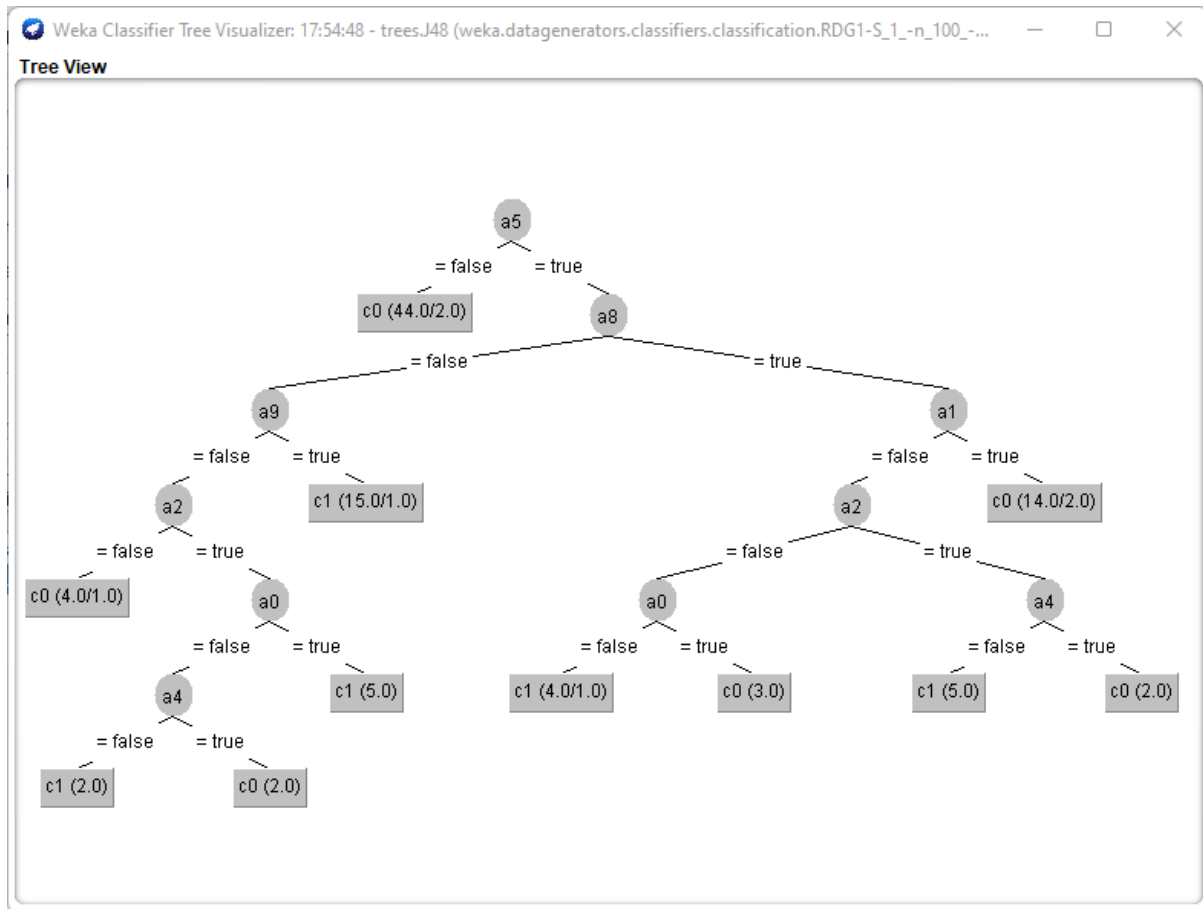 Weka Classifier Tree Visualizer: 17:54:48 - trees.J48 (weka.datagenerators.classifiers.classification.RDG1-S_1_-n_100_-...
Tree View
a5
= false = true
c0 (44.0/2.0)
a8
= false = true
a9 a1
= false = true = false = true
a2 c1 (15.0/1.0) a2 c0 (14.0/2.0)
= false = true = false = true
c0 (4.0/1.0) a0 a0 a4
= false = true = false = true = false = true
a4 c1 (5.0) c1 (4.0/1.0) c0 (3.0) c1 (5.0) c0 (2.0)
= false = true
c1 (2.0) c0 (2.0)